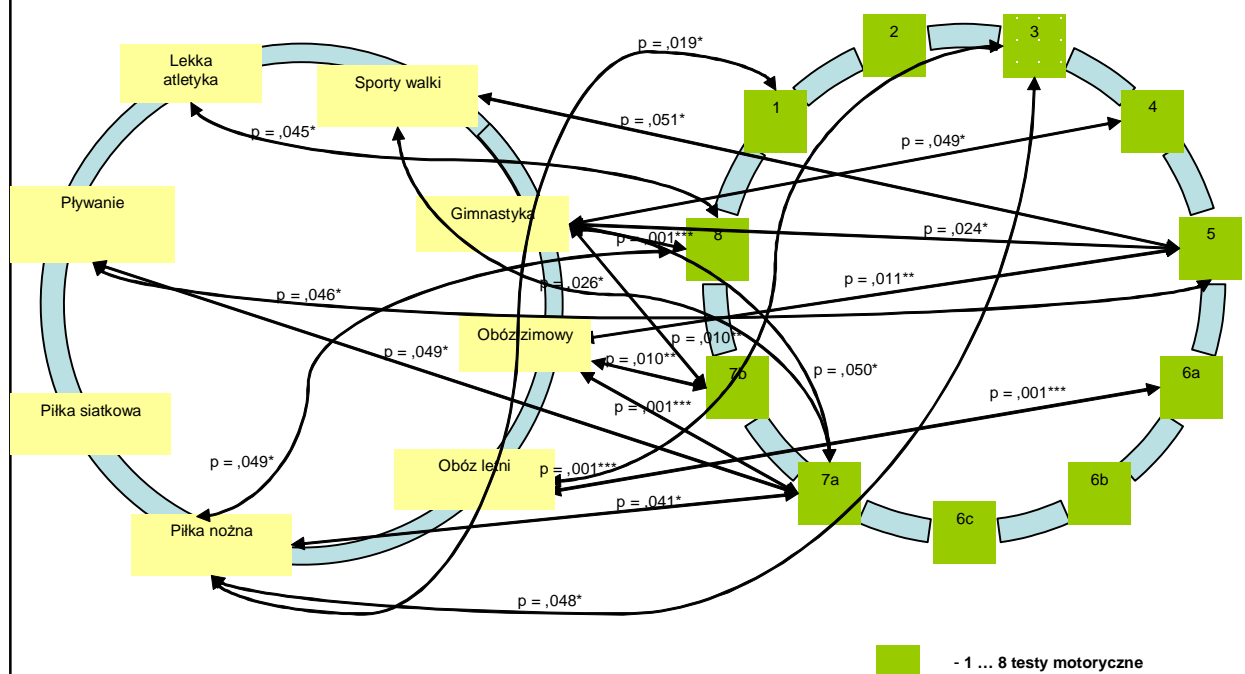 2
3
p = ,019*
Lekka
atletyka
Sporty walki
1
4
p = ,051*
p = ,045*
p = ,049*
Pływanie
Gimnastyka
p = ,024*
8
5
,001***
p = ,011**
,026*
p = ,046*
Obóz zimowy
p = ,010**
p = ,049*
p = ,010**
7b
p = ,050*
6a
p = ,001***
p = ,001***
Piłka siatkowa
p = ,049*
Obóz letni
p = ,001***
7a
6b
p = ,041*
6c
Piłka nożna
p = ,048*
- 1 … 8 testy motoryczne